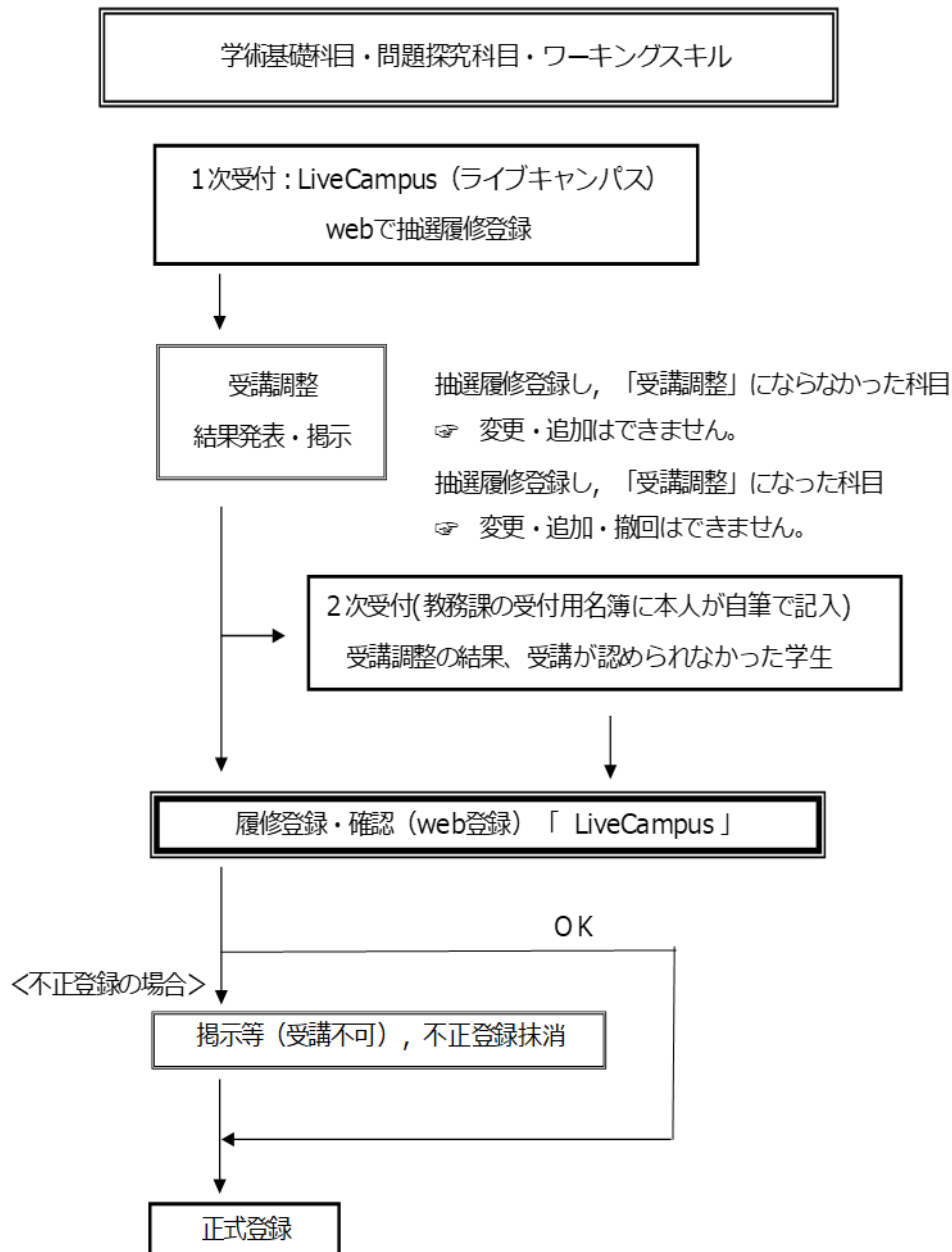 学術基礎科目・問題探究科目・ワーキングスキル
1次受付：LiveCampus（ライブキャンパス）
webで抽選履修登録
受講調整
結果発表・掲示
抽選履修登録し，「受講調整」にならなかった科目
☞ 変更・追加はできません。
抽選履修登録し，「受講調整」になった科目
☞ 変更・追加・撤回はできません。
2次受付(教務課の受付用名簿に本人が自筆で記入)
受講調整の結果、受講が認められなかった学生
履修登録・確認（web登録）「 LiveCampus 」
OK
＜不正登録の場合＞
掲示等（受講不可），不正登録抹消
正式登録